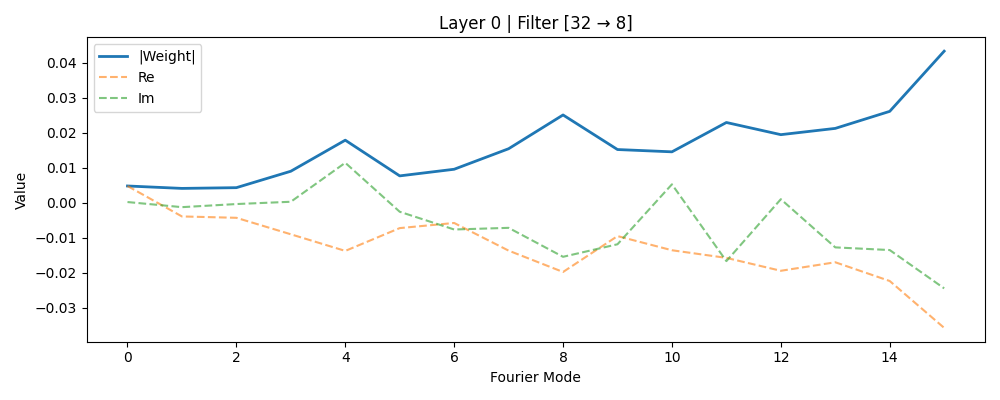 Layer 0 | Filter [32 → 8]
|Weight|
Re
Im
0.04
0.03
0.02
0.01
0.00
−0.01
−0.02
−0.03
Value
0 2 4 6 8 10 12 14
Fourier Mode